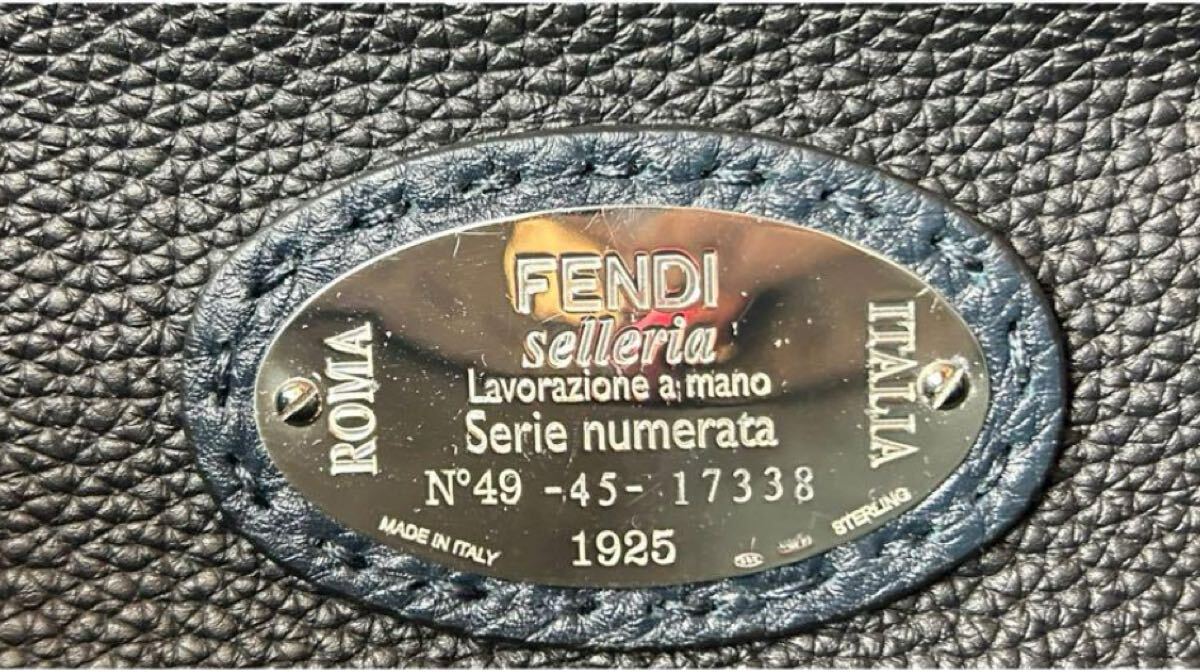 FENDI
selleria
Lavorazione a mano
Serie numerata
N°49 -45- 17338
1925
ROMA
ITALIA
MADE IN ITALY
STERLING